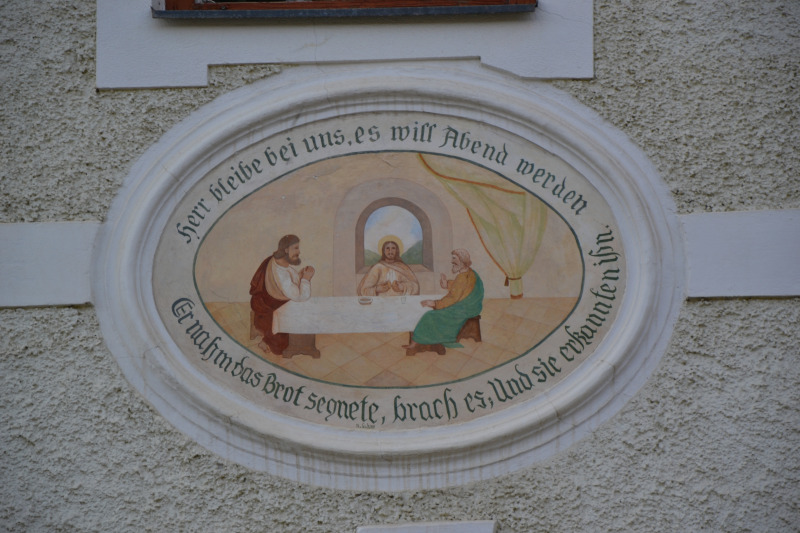 Herr bleibe bei uns, es will Abend werden
Er nahm das Brot segnete, brach es, Und sie erkannten ihn.